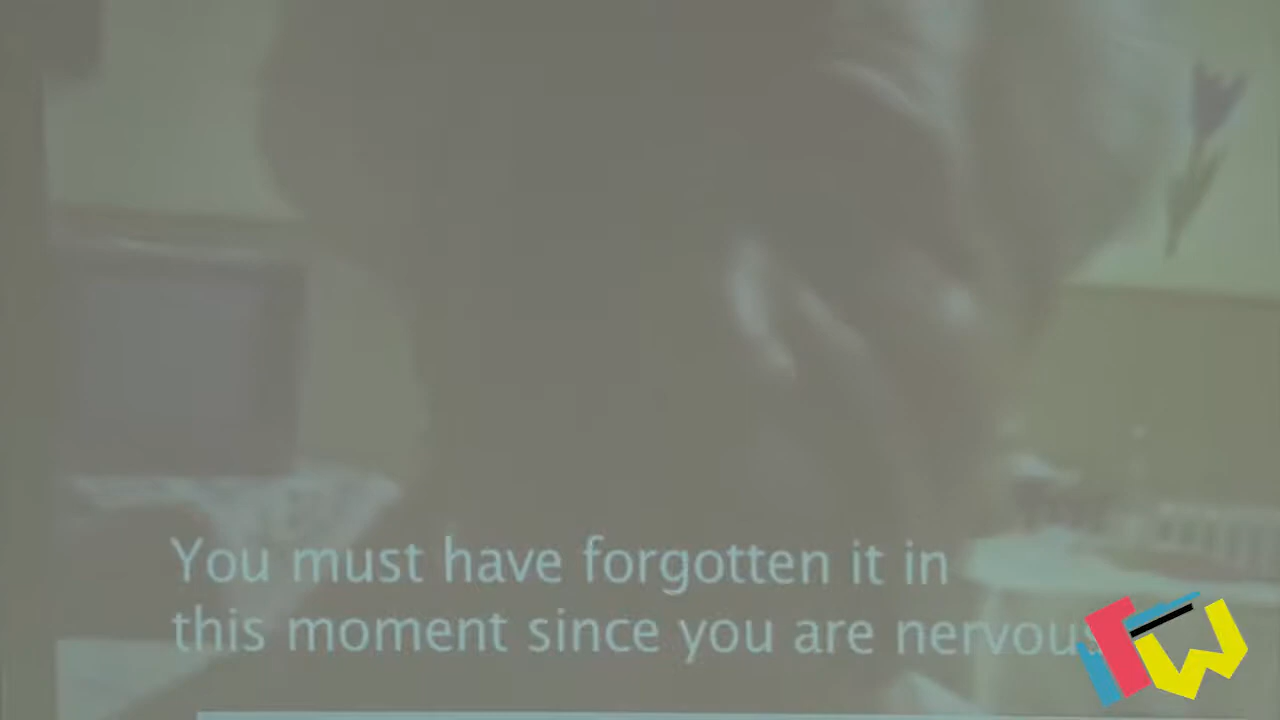 You must have forgotten it in
this moment since you are nervous